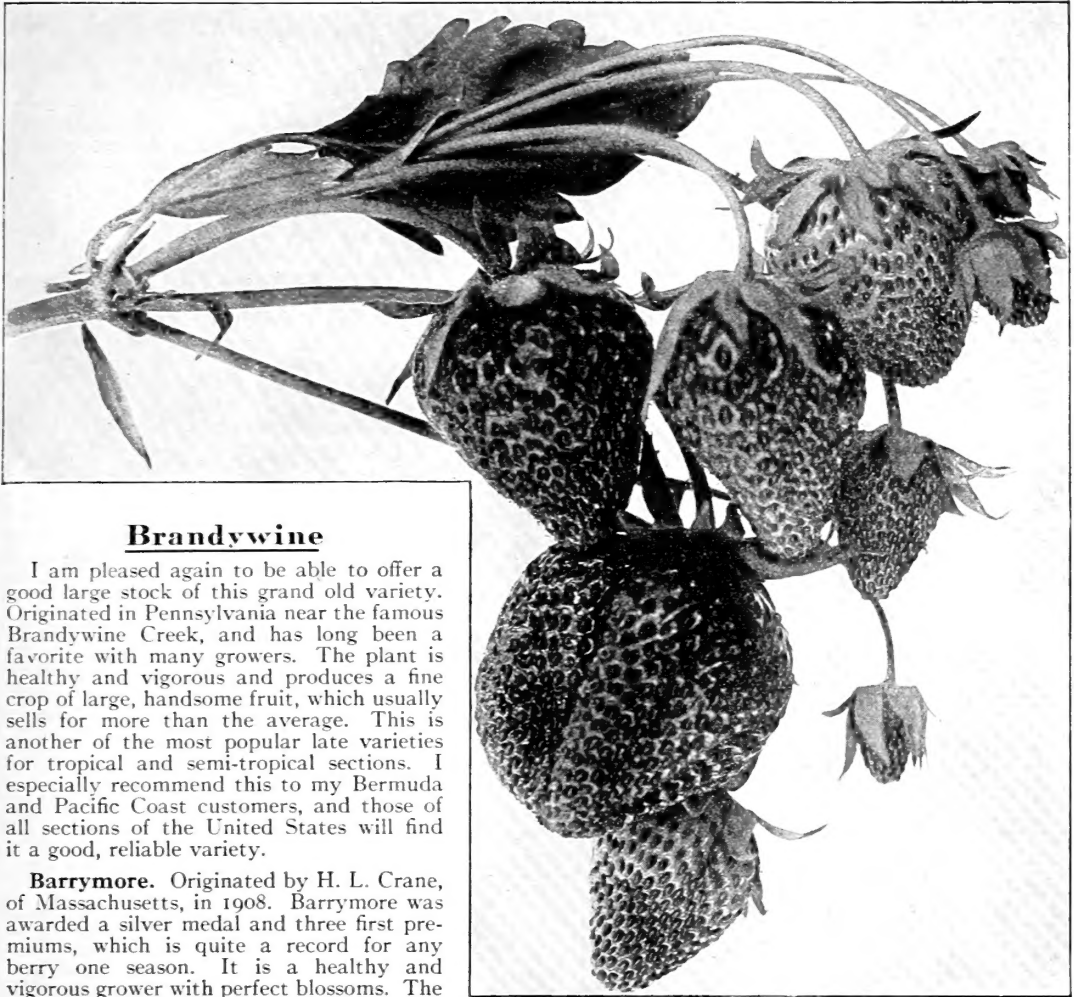 Brandywine
I am pleased again to be able to offer a
good large stock of this grand old variety.
Originated in Pennsylvania near the famous
Brandywine Creek, and has long been a
favorite with many growers. The plant is
healthy and vigorous and produces a fine
crop of large, handsome fruit, which usually
sells for more than the average. This is
another of the most popular late varieties
for tropical and semi-tropical sections. I
especially recommend this to my Bermuda
and Pacific Coast customers, and those of
all sections of the United States will find
it a good, reliable variety.
Barrymore. Originated by H. L. Crane,
of Massachusetts, in 1908. Barrymore was
awarded a silver medal and three first pre-
miums, which is quite a record for any
berry one season. It is a healthy and
vigorous grower with perfect blossoms. The